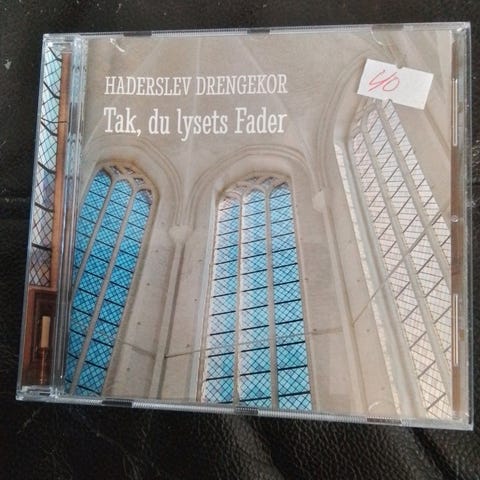 HADERSLEV DRENGEKOR
Tak, du lysets Fader
40